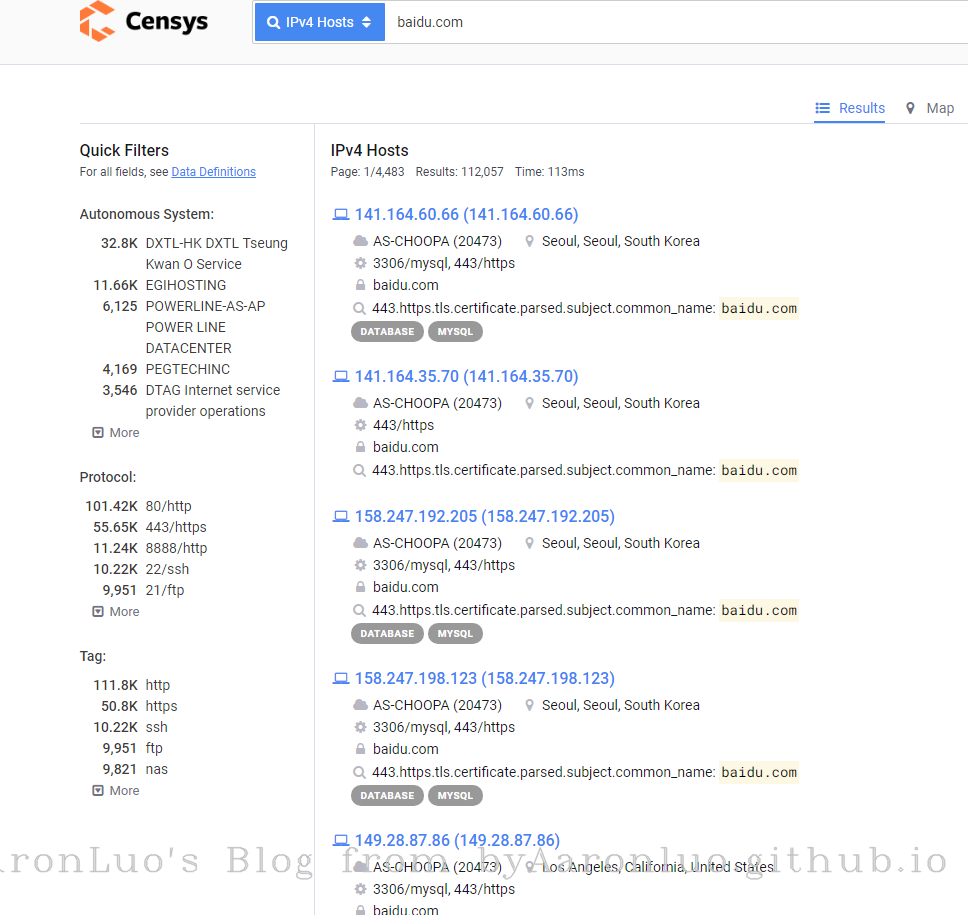 Censys
IPv4 Hosts baidu.com
Results Map
Quick Filters
For all fields, see Data Definitions
Autonomous System:
32.8K DXTL-HK DXTL Tseung
Kwan O Service
11.66K EGIHOSTING
6,125 POWERLINE-AS-AP
POWER LINE
DATACENTER
4,169 PEGTECHINC
3,546 DTAG Internet service
provider operations
More
Protocol:
101.42K 80/http
55.65K 443/https
11.24K 8888/http
10.22K 22/ssh
9,951 21/ftp
More
Tag:
111.8K http
50.8K https
10.22K ssh
9,951 ftp
9,821 nas
More
IPv4 Hosts
Page: 1/4,483 Results: 112,057 Time: 113ms
141.164.60.66 (141.164.60.66)
AS-CHOOPA (20473) Seoul, Seoul, South Korea
3306/mysql, 443/https
baidu.com
443.https.tls.certificate.parsed.subject.common_name: baidu.com
DATABASE MYSQL
141.164.35.70 (141.164.35.70)
AS-CHOOPA (20473) Seoul, Seoul, South Korea
443/https
baidu.com
443.https.tls.certificate.parsed.subject.common_name: baidu.com
158.247.192.205 (158.247.192.205)
AS-CHOOPA (20473) Seoul, Seoul, South Korea
3306/mysql, 443/https
baidu.com
443.https.tls.certificate.parsed.subject.common_name: baidu.com
DATABASE MYSQL
158.247.198.123 (158.247.198.123)
AS-CHOOPA (20473) Seoul, Seoul, South Korea
3306/mysql, 443/https
baidu.com
443.https.tls.certificate.parsed.subject.common_name: baidu.com
DATABASE MYSQL
149.28.87.86 (149.28.87.86)
AS-CHOOPA (20473) Los Angeles, California, United States
3306/mysql, 443/https
baidu.com
ronLuo's Blog from byAaronluo.github.io